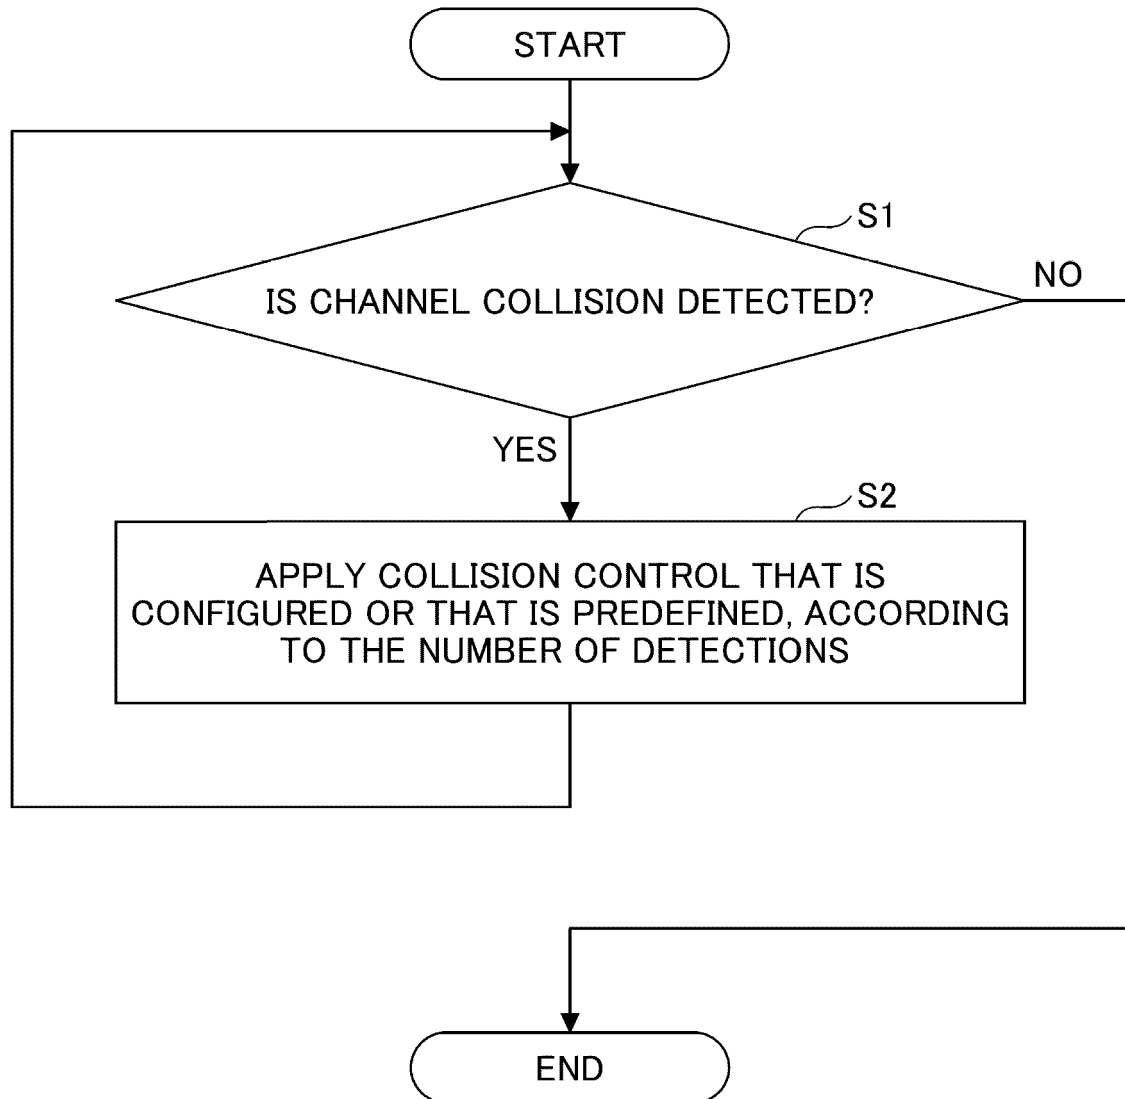 START
S1
IS CHANNEL COLLISION DETECTED?
NO
YES
S2
APPLY COLLISION CONTROL THAT IS
CONFIGURED OR THAT IS PREDEFINED, ACCORDING
TO THE NUMBER OF DETECTIONS
END